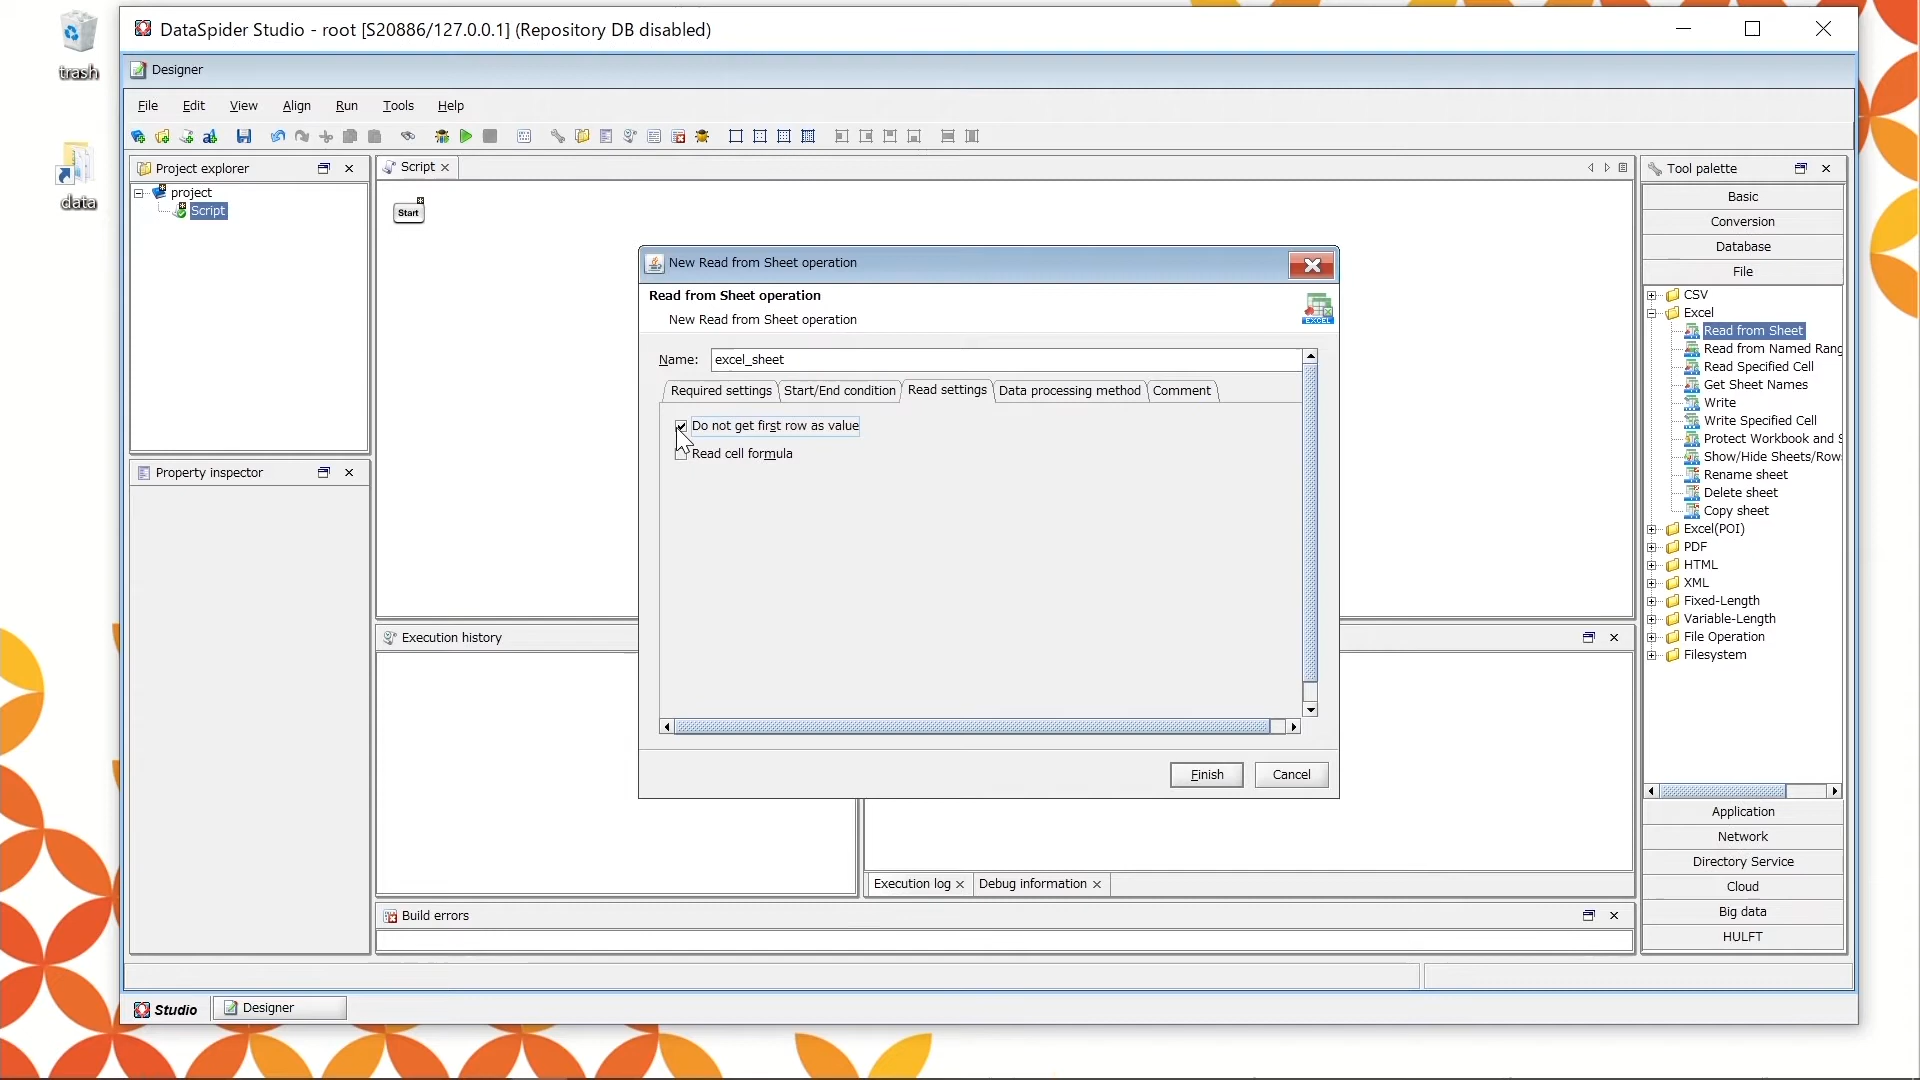 trash
data
DataSpider Studio - root [S20886/127.0.0.1] (Repository DB disabled)
Designer
File Edit View Align Run Tools Help
Project explorer
project
Script
Property inspector
Script
Start
New Read from Sheet operation
Read from Sheet operation
New Read from Sheet operation
EXCEL
Name: excel_sheet
Required settings Start/End condition Read settings Data processing method Comment
Do not get first row as value
Read cell formula
Finish Cancel
Execution history
Execution log Debug information
Build errors
Tool palette
Basic
Conversion
Database
File
CSV
Excel
Read from Sheet
Read from Named Rang
Read Specified Cell
Get Sheet Names
Write
Write Specified Cell
Protect Workbook and S
Show/Hide Sheets/Row
Rename sheet
Delete sheet
Copy sheet
Excel(POI)
PDF
HTML
XML
Fixed-Length
Variable-Length
File Operation
Filesystem
Application
Network
Directory Service
Cloud
Big data
HULFT
Studio Designer